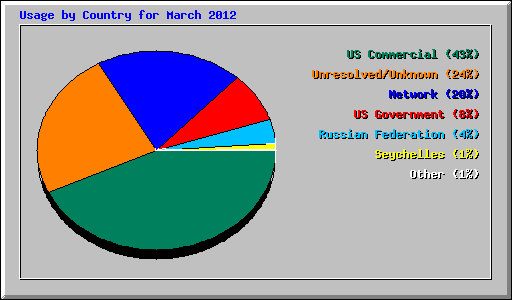 Usage by Country for March 2012
US Commercial (43%)
Unresolved/Unknown (24%)
Network (20%)
US Government (8%)
Russian Federation (4%)
Seychelles (1%)
Other (1%)